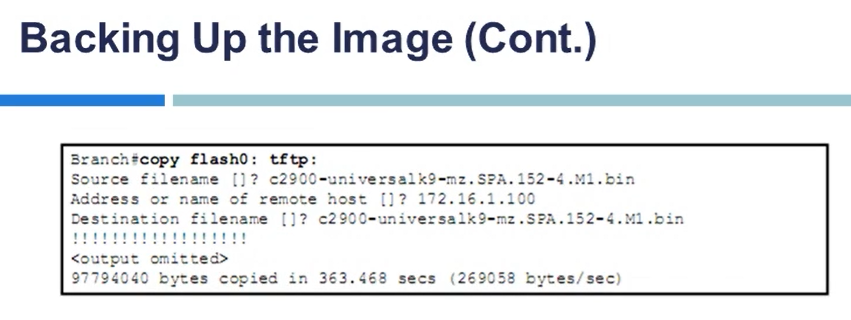 Backing Up the Image (Cont.)
Branch#copy flash0: tftp:
Source filename []? c2900-universalk9-mz.SPA.152-4.M1.bin
Address or name of remote host []? 172.16.1.100
Destination filename []? c2900-universalk9-mz.SPA.152-4.M1.bin
!!!!!!!!!!!!!!!!!!
<output omitted>
97794040 bytes copied in 363.468 secs (269058 bytes/sec)